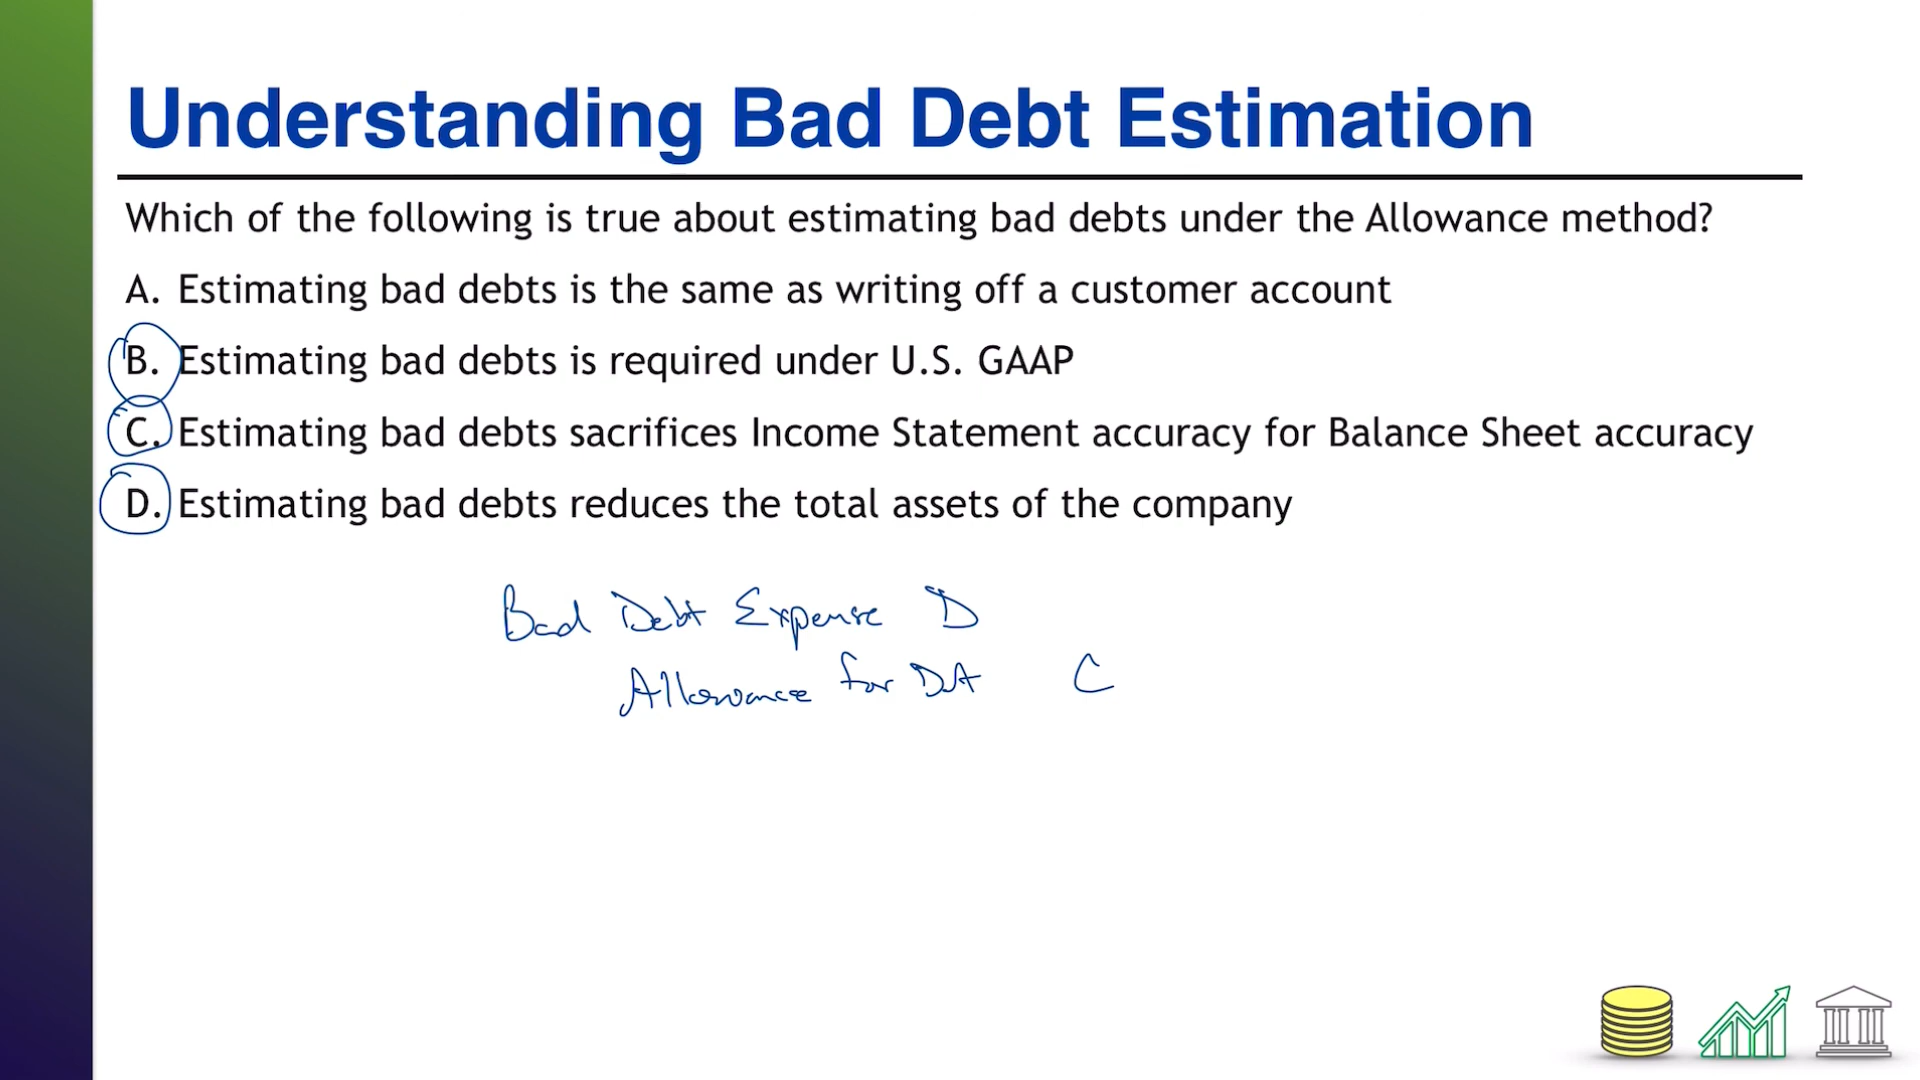 Understanding Bad Debt Estimation
Which of the following is true about estimating bad debts under the Allowance method?
A. Estimating bad debts is the same as writing off a customer account
B. Estimating bad debts is required under U.S. GAAP
C. Estimating bad debts sacrifices Income Statement accuracy for Balance Sheet accuracy
D. Estimating bad debts reduces the total assets of the company
Bad Debt Expense D
Allowance for DA C